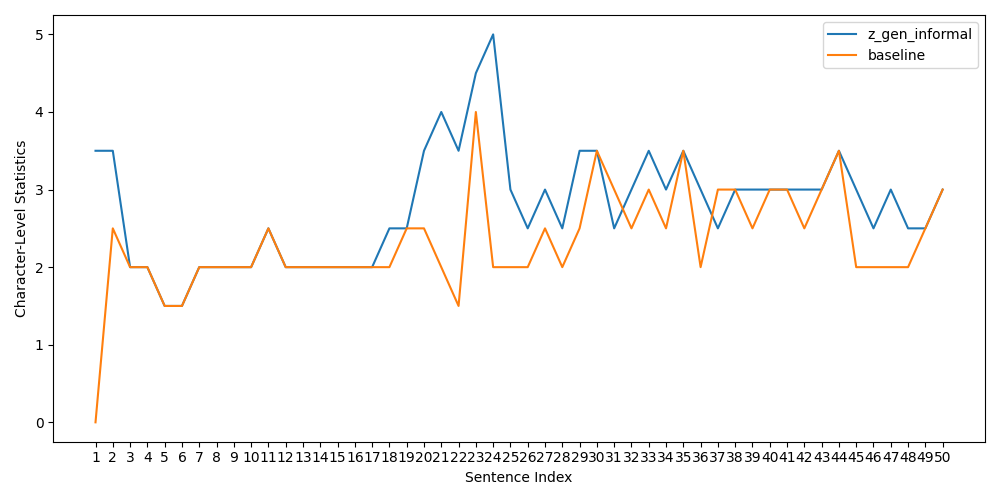 z_gen_informal
baseline
Character-Level Statistics
5
4
3
2
1
0
1 2 3 4 5 6 7 8 9 10 11 12 13 14 15 16 17 18 19 20 21 22 23 24 25 26 27 28 29 30 31 32 33 34 35 36 37 38 39 40 41 42 43 44 45 46 47 48 49 50
Sentence Index